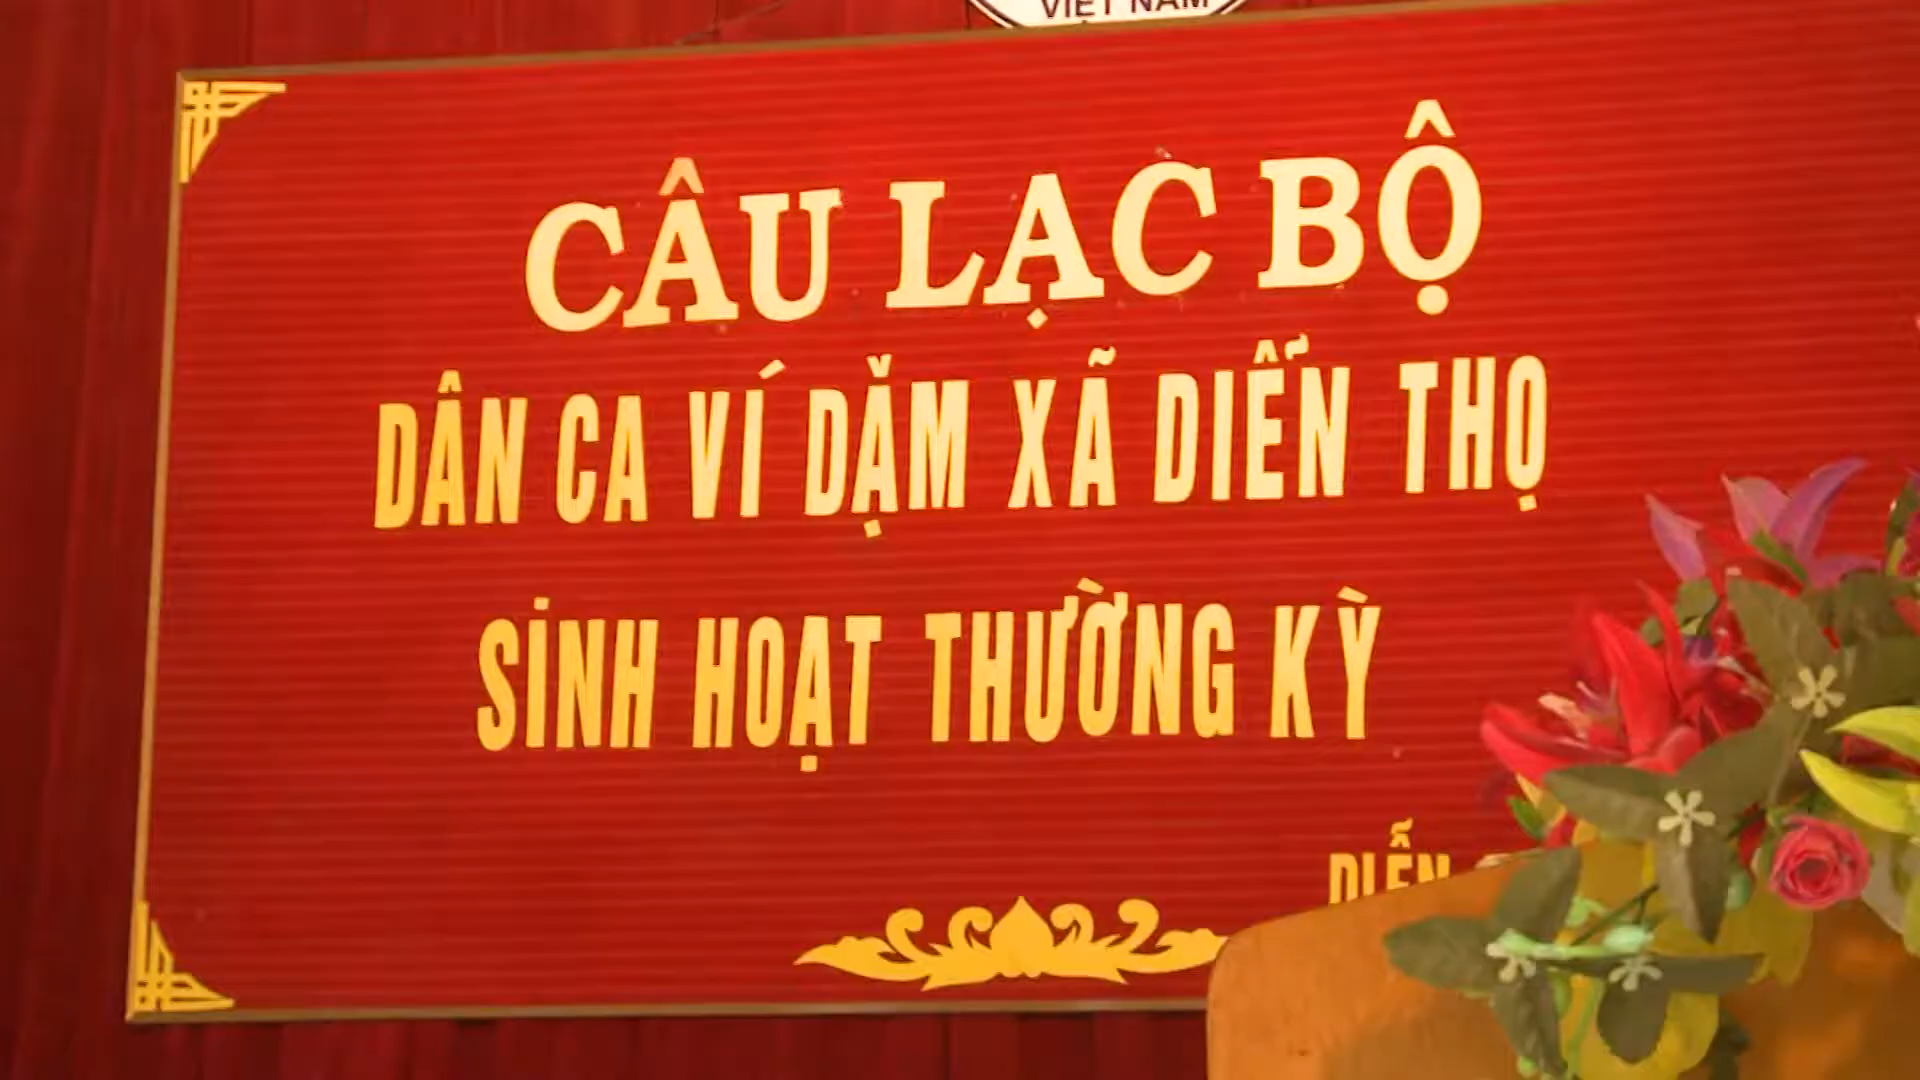 VIỆT NAM
CÂU LẠC BỘ
DÂN CA VÍ DẶM XÃ DIỄN THỌ
SINH HOẠT THƯỜNG KỲ
DIỄN